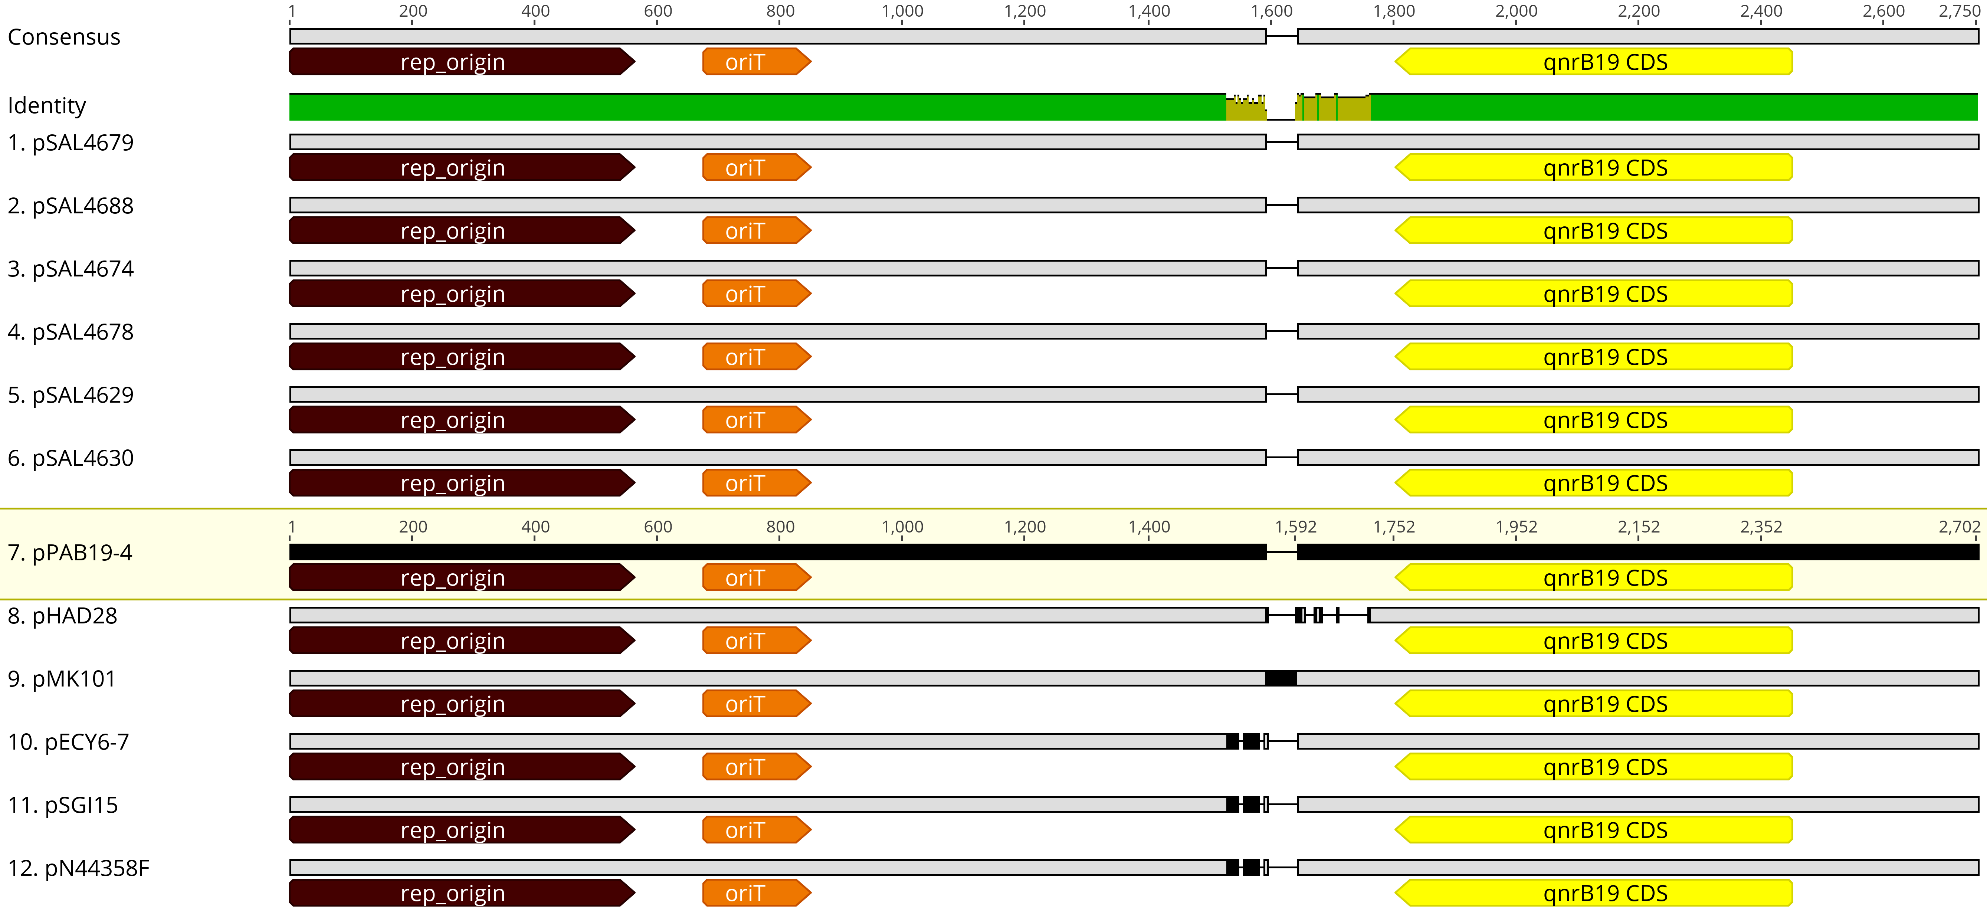 1 200 400 600 800 1,000 1,200 1,400 1,600 1,800 2,000 2,200 2,400 2,600 2,750
Consensus
rep_origin oriT qnrB19 CDS
Identity
1. pSAL4679
rep_origin oriT qnrB19 CDS
2. pSAL4688
rep_origin oriT qnrB19 CDS
3. pSAL4674
rep_origin oriT qnrB19 CDS
4. pSAL4678
rep_origin oriT qnrB19 CDS
5. pSAL4629
rep_origin oriT qnrB19 CDS
6. pSAL4630
rep_origin oriT qnrB19 CDS
1 200 400 600 800 1,000 1,200 1,400 1,592 1,752 1,952 2,152 2,352 2,702
7. pPAB19-4
rep_origin oriT qnrB19 CDS
8. pHAD28
rep_origin oriT qnrB19 CDS
9. pMK101
rep_origin oriT qnrB19 CDS
10. pECY6-7
rep_origin oriT qnrB19 CDS
11. pSGI15
rep_origin oriT qnrB19 CDS
12. pN44358F
rep_origin oriT qnrB19 CDS